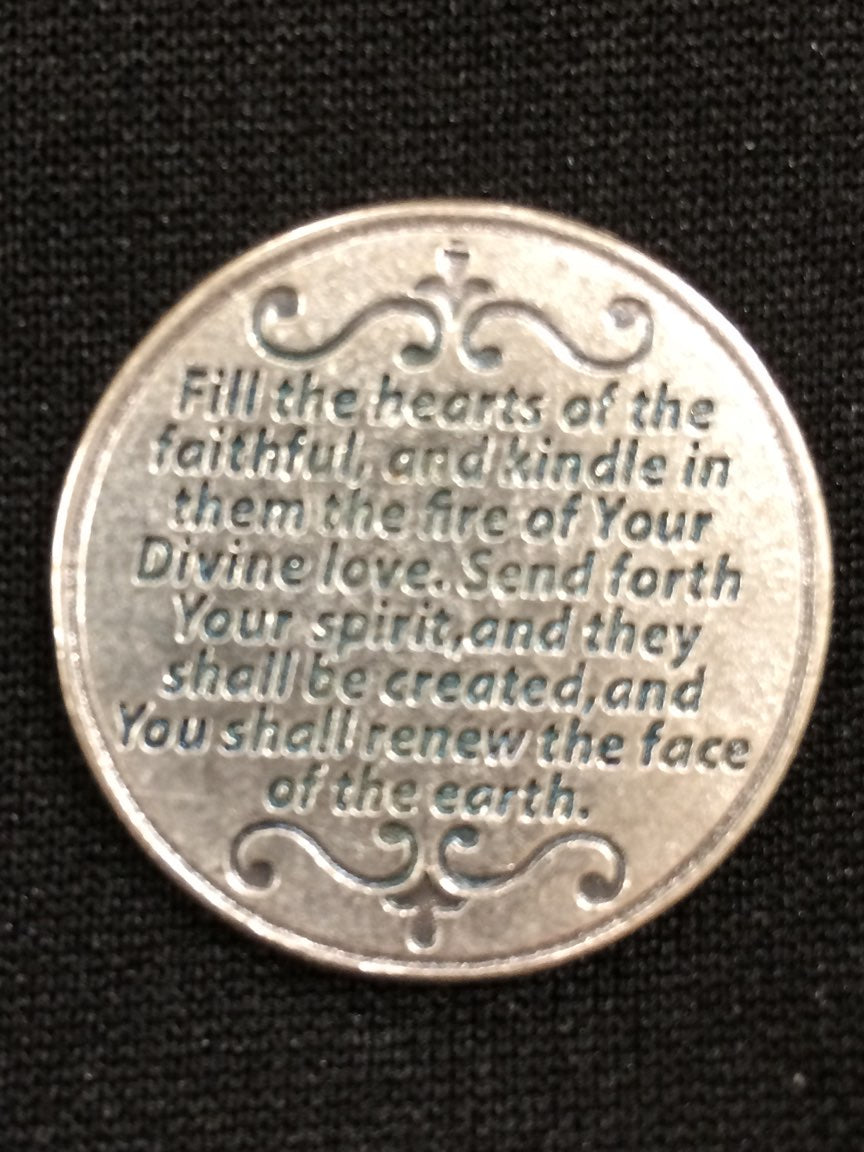 Fill the hearts of the
faithful, and kindle in
them the fire of Your
Divine love. Send forth
Your spirit,and they
shall be created,and
You shall renew the face
of the earth.